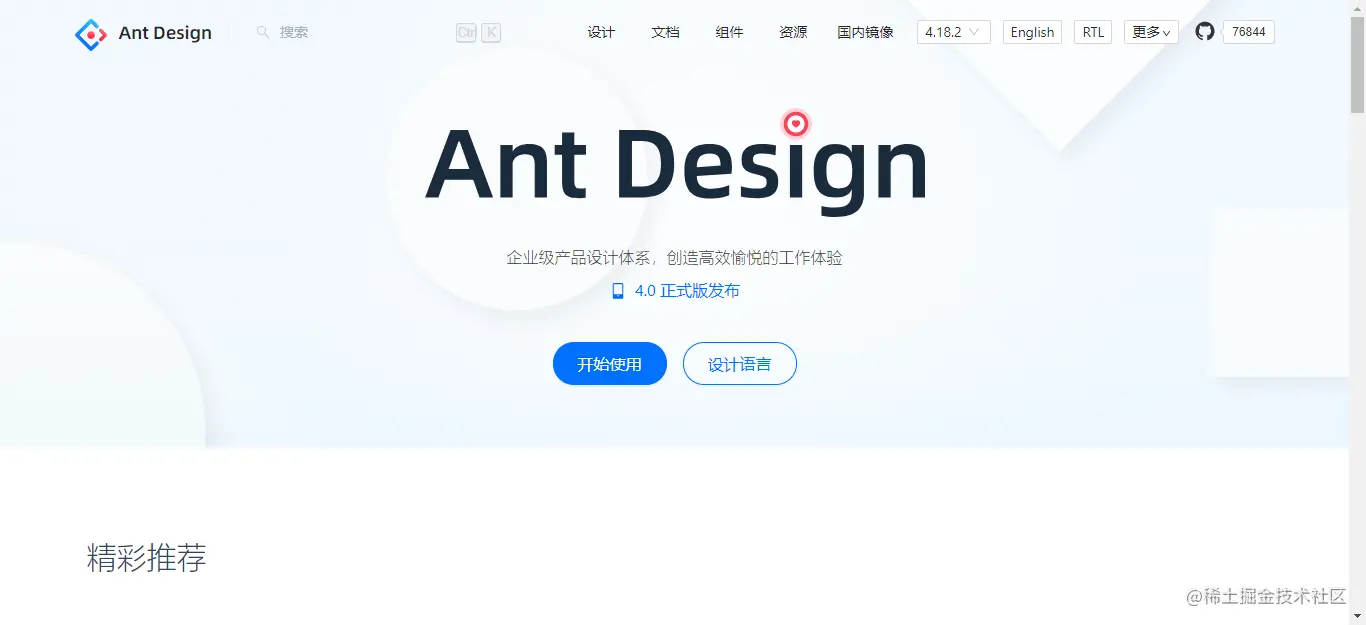 Ant Design 搜索 Ctrl K 设计 文档 组件 资源 国内镜像 4.18.2 English RTL 更多 76844
Ant Design
企业级产品设计体系，创造高效愉悦的工作体验
4.0 正式版发布
开始使用 设计语言
精彩推荐
@稀土掘金技术社区